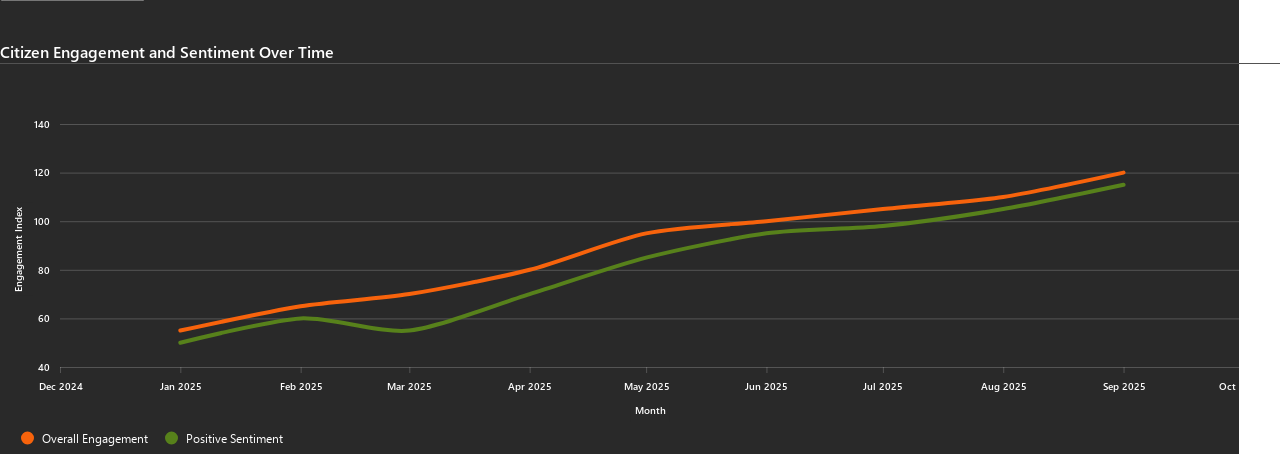 Citizen Engagement and Sentiment Over Time
140
120
100
80
60
40
Engagement Index
Dec 2024 Jan 2025 Feb 2025 Mar 2025 Apr 2025 May 2025 Jun 2025 Jul 2025 Aug 2025 Sep 2025 Oct
Month
Overall Engagement Positive Sentiment